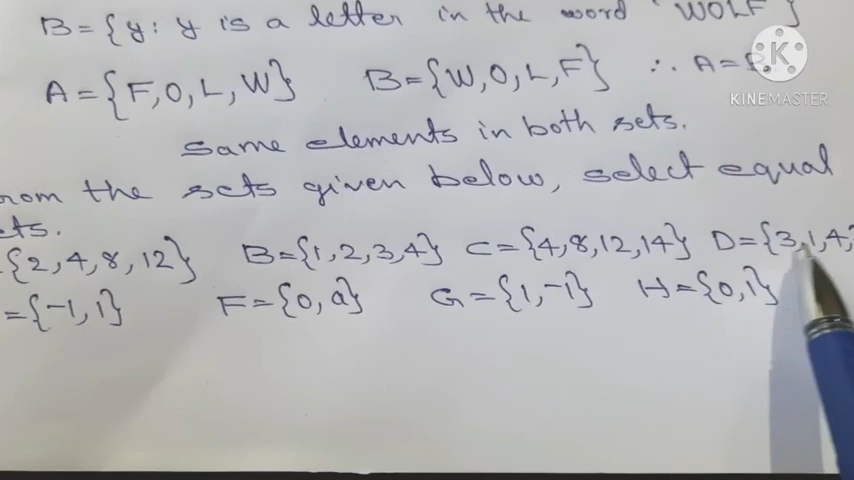 B={y: y is a letter in the word "WOLF"}
A={F,O,L,W} B={W,O,L,F} ∴ A=B.
KINEMASTER
same elements in both sets.
the sets given below, select equal
{2,4,8,12} B={1,2,3,4} C={4,8,12,14} D={3,1,4,
={-1,1} F={0,a} G={1,-1} H={0,1}